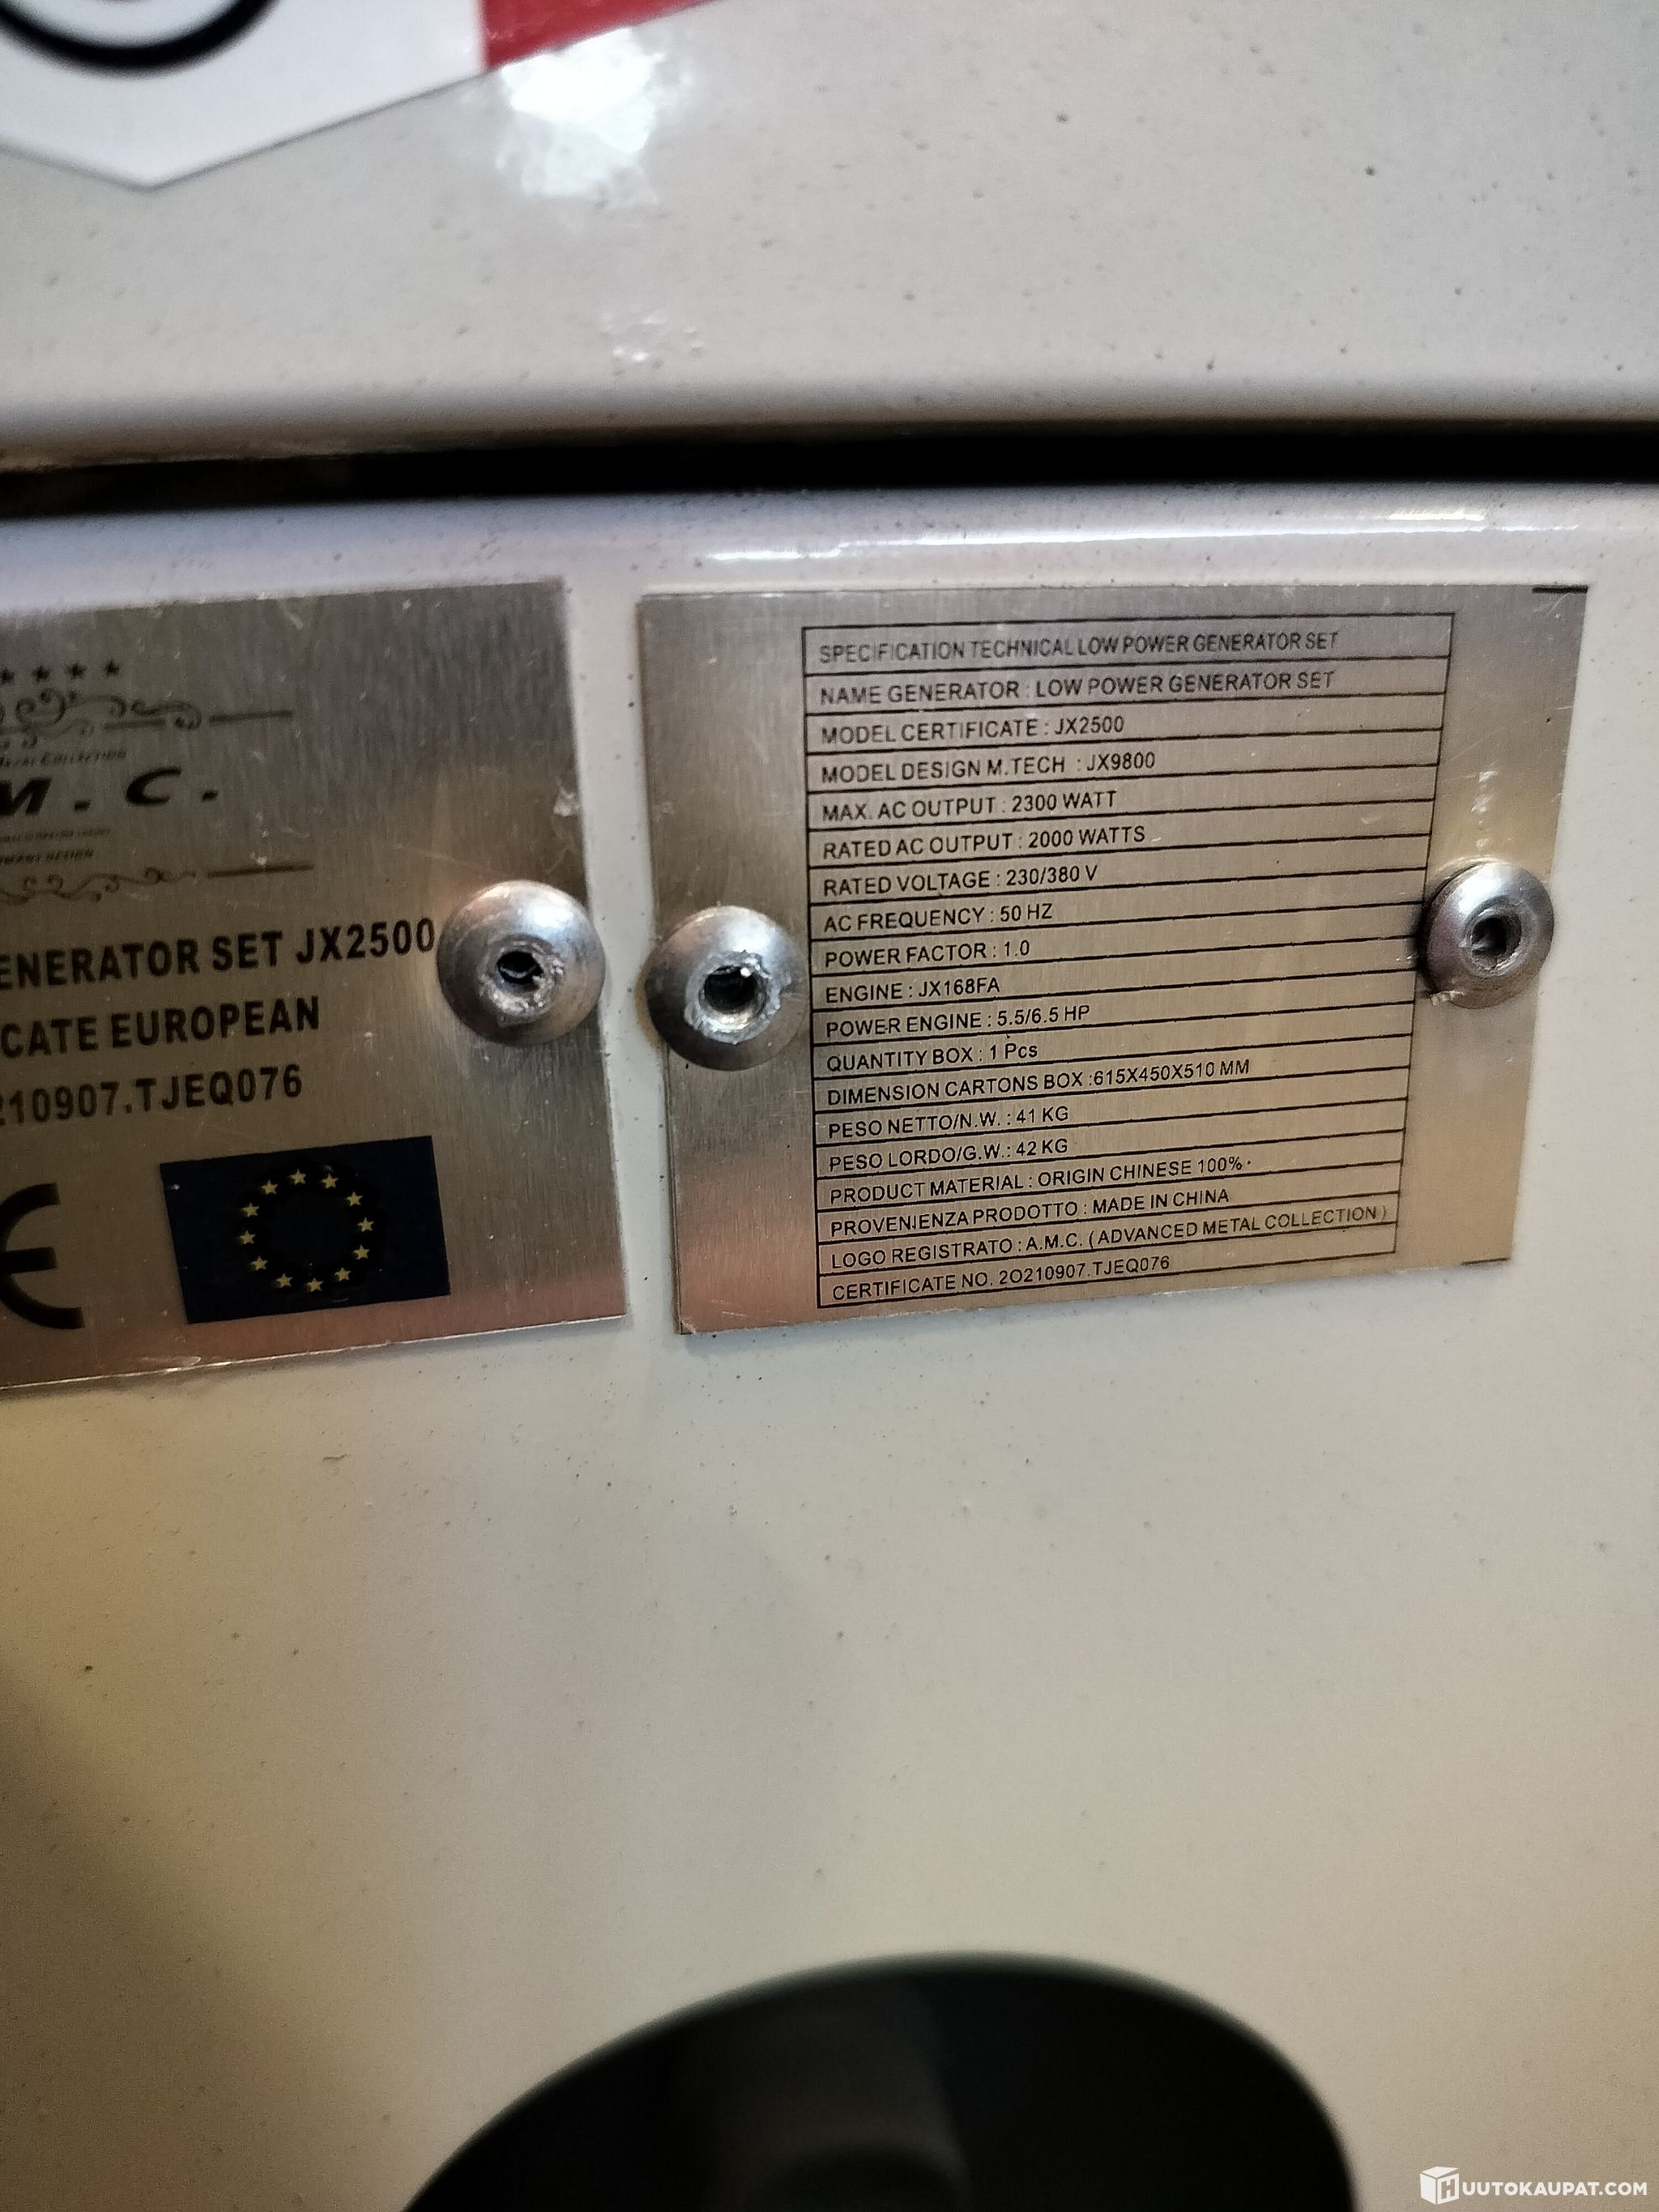 METAL COLLECTION
M.C.
ENERATOR SET JX2500
CATE EUROPEAN
210907.TJEQ076
CE
SPECIFICATION TECHNICAL LOW POWER GENERATOR SET
NAME GENERATOR : LOW POWER GENERATOR SET
MODEL CERTIFICATE : JX2500
MODEL DESIGN M.TECH : JX9800
MAX. AC OUTPUT : 2300 WATT
RATED AC OUTPUT : 2000 WATTS
RATED VOLTAGE : 230/380 V
AC FREQUENCY : 50 HZ
POWER FACTOR : 1.0
ENGINE : JX168FA
POWER ENGINE : 5.5/6.5 HP
QUANTITY BOX : 1 Pcs
DIMENSION CARTONS BOX :615X450X510 MM
PESO NETTO/N.W. : 41 KG
PESO LORDO/G.W.: 42 KG
PRODUCT MATERIAL : ORIGIN CHINESE 100%
PROVENIENZA PRODOTTO : MADE IN CHINA
LOGO REGISTRATO : A.M.C. ( ADVANCED METAL COLLECTION )
CERTIFICATE NO. 2O210907.TJEQ076
HUUTOKAUPAT.COM